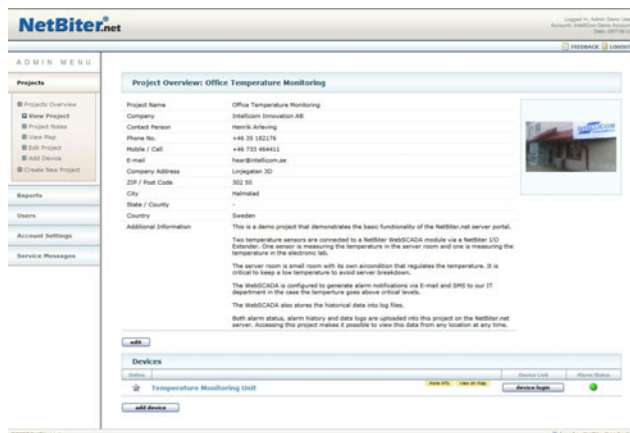 NetBiter.net
Logged in: Admin Demo User
Account: IntelliCom Demo Account
FEEDBACK LOGOUT
ADMIN MENU
Projects
Projects Overview
View Project
Project Notes
View Map
Edit Project
Add Device
Create New Project
Reports
Users
Account Settings
Service Messages
Project Overview: Office Temperature Monitoring
Project Name Office Temperature Monitoring
Company Intellicom Innovation AB
Contact Person Henrik Arleving
Phone No. +46 35 182176
Mobile / Cell +46 733 464411
E-mail hear@intellicom.se
Company Address Linjegatan 3D
ZIP / Post Code 302 50
City Halmstad
State / County -
Country Sweden
Additional Information This is a demo project that demonstrates the basic functionality of the NetBiter.net server portal.
Two temperature sensors are connected to a NetBiter WebSCADA module via a NetBiter I/O
Extender. One sensor is measuring the temperature in the server room and one is measuring the
temperature in the electronic lab.
The server room is small room with its own aircondition that regulates the temperature. It is
critical to keep a low temperature to avoid server breakdown.
The WebSCADA is configured to generate alarm notifications via E-mail and SMS to our IT
department in the case the temperture goes above critical levels.
The WebSCADA also stores the historical data into log files.
Both alarm status, alarm history and data logs are uploaded into this project on the NetBiter.net
server. Accessing this project makes it possible to view this data from any location at any time.
INTELLICOM
edit
Devices
Device Link Alarm Status
Temperature Monitoring Unit more info view on map device login
add device